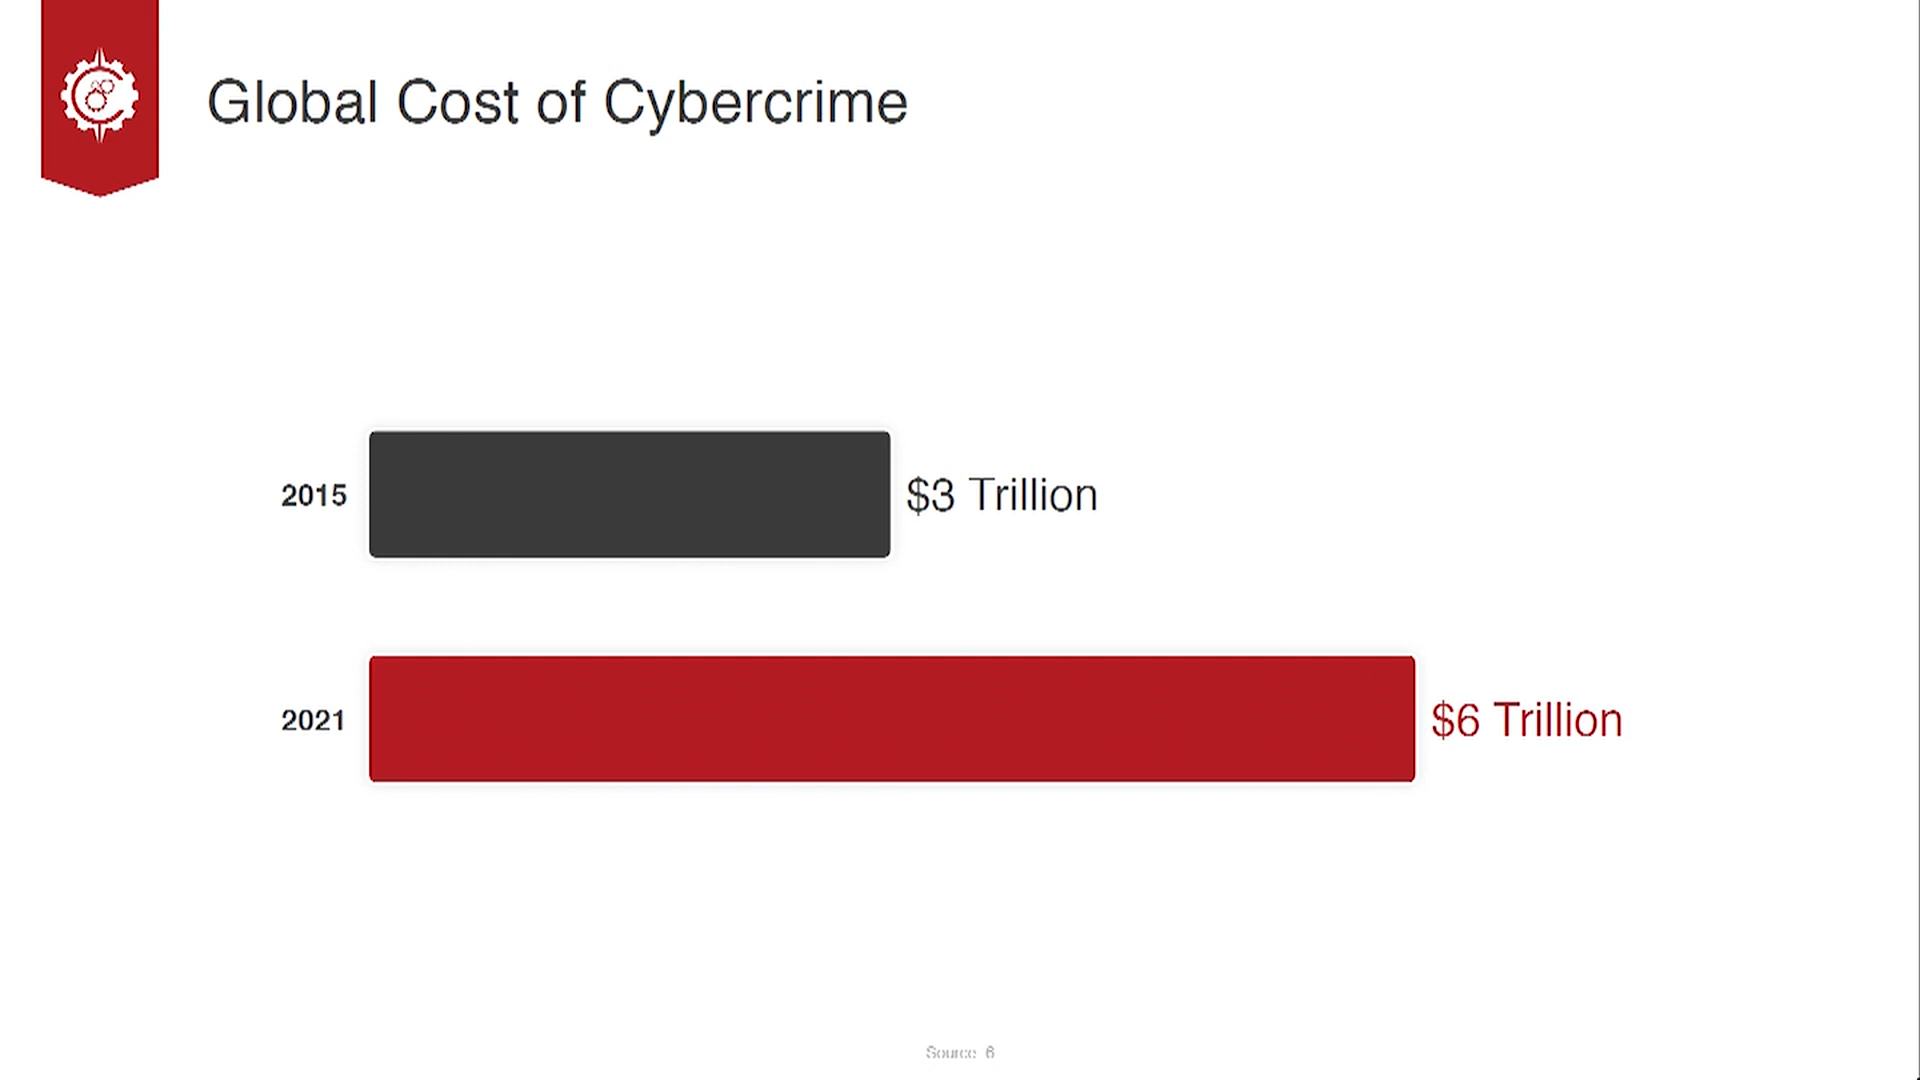 Global Cost of Cybercrime
2015
$3 Trillion
2021
$6 Trillion
Source 6